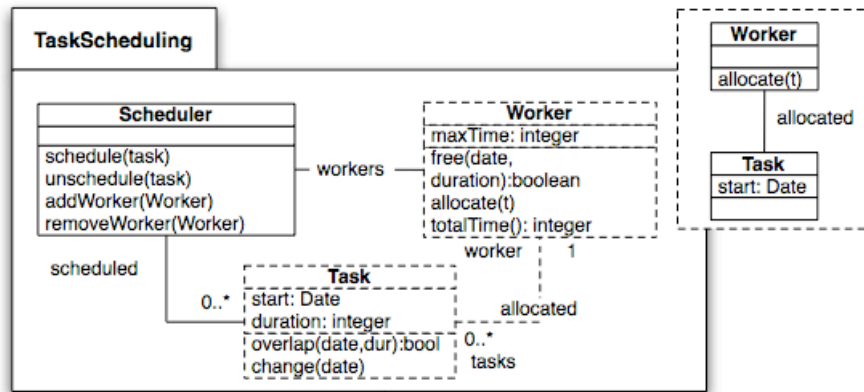 TaskScheduling
Scheduler
schedule(task)
unschedule(task)
addWorker(Worker)
removeWorker(Worker)
workers
Worker
maxTime: integer
free(date,
duration):boolean
allocate(t)
totalTime(): integer
worker
1
scheduled
0..*
Task
start: Date
duration: integer
overlap(date,dur):bool
change(date)
allocated
0..*
tasks
Worker
allocate(t)
allocated
Task
start: Date